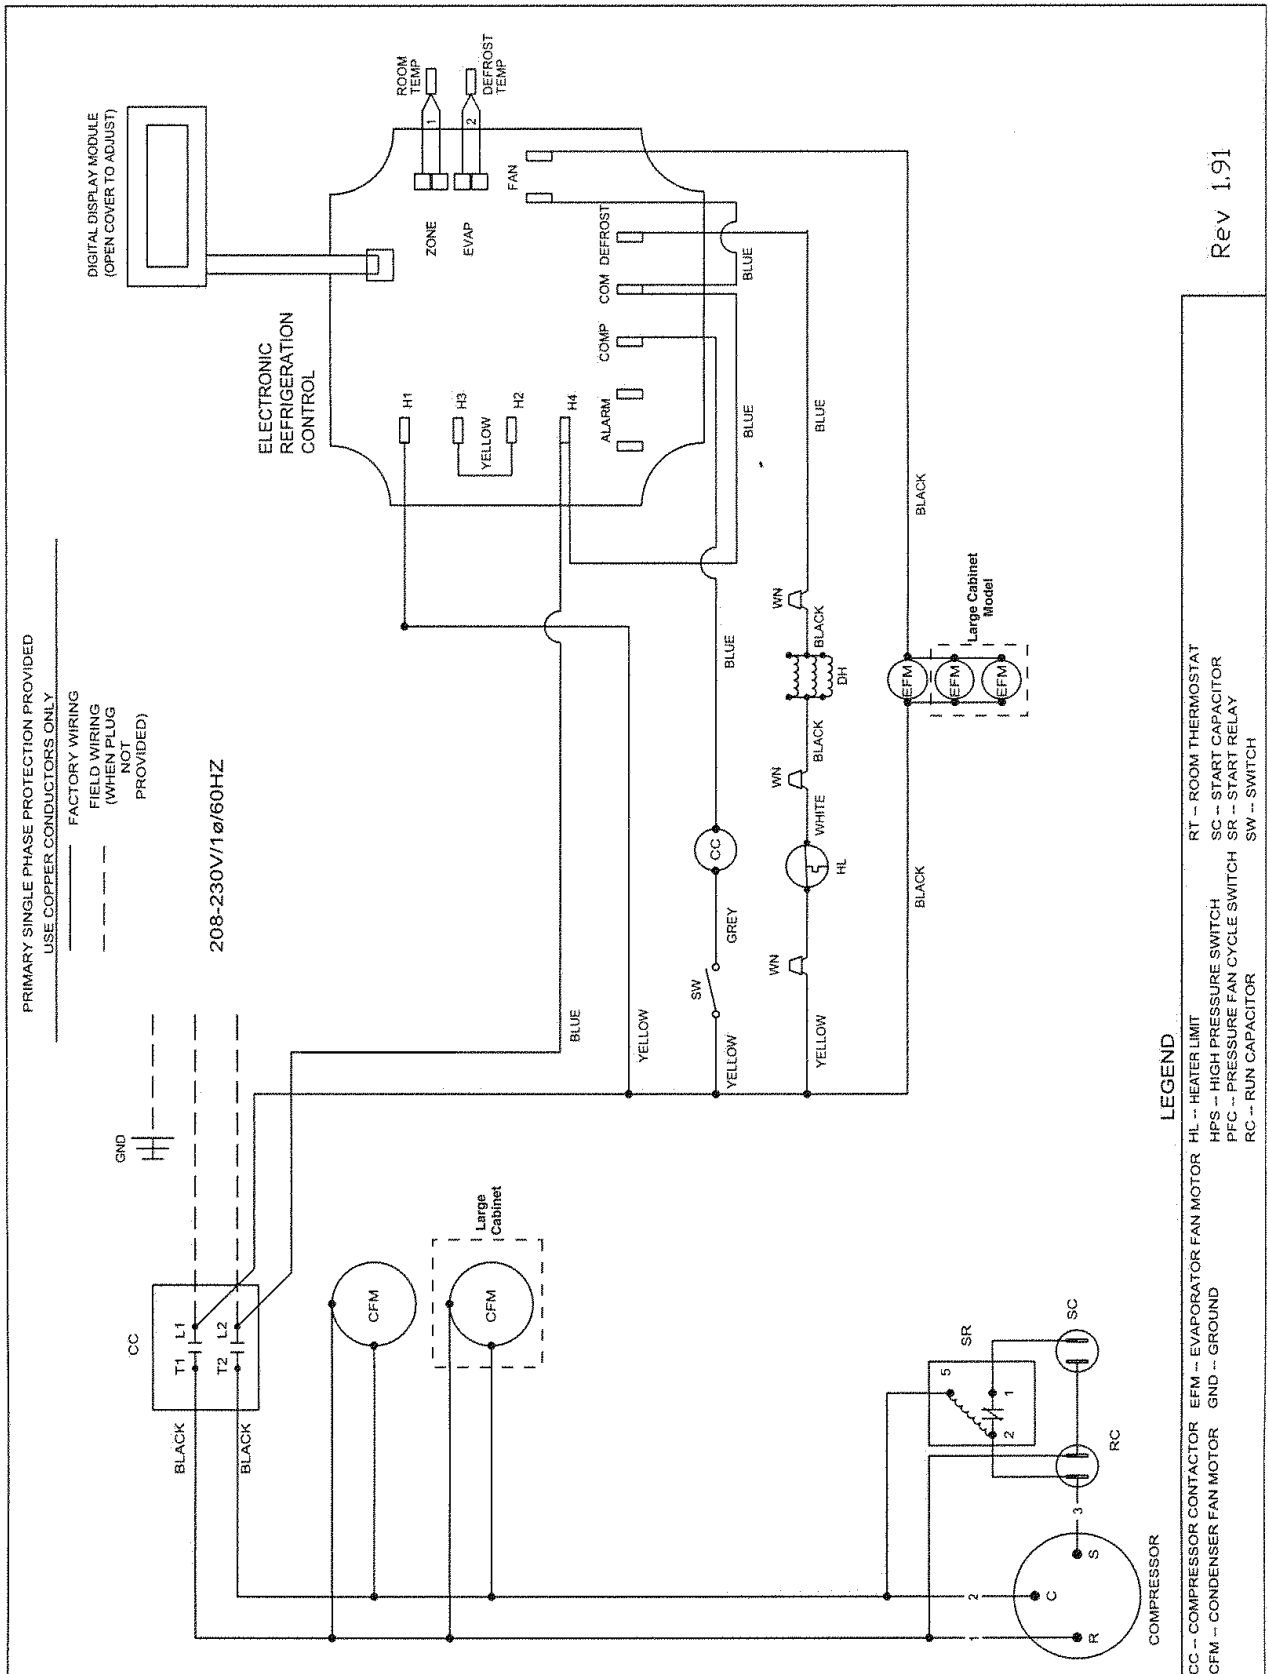 PRIMARY SINGLE PHASE PROTECTION PROVIDED
USE COPPER CONDUCTORS ONLY
FACTORY WIRING
FIELD WIRING
(WHEN PLUG
NOT
PROVIDED)
208-230V/1ø/60HZ
DIGITAL DISPLAY MODULE
(OPEN COVER TO ADJUST)
ELECTRONIC
REFRIGERATION
CONTROL
ROOM
TEMP
DEFROST
TEMP
1
2
ZONE
EVAP
FAN
H1
H3
H2
H4
YELLOW
ALARM
COMP
COM
DEFROST
BLUE
BLUE
BLUE
BLACK
GND
CC
T1
L1
T2
L2
BLACK
BLACK
CFM
CFM
Large
Cabinet
BLUE
YELLOW
YELLOW
SW
GREY
CC
BLUE
YELLOW
WN
HL
WHITE
WN
BLACK
DH
BLACK
WN
BLACK
EFM
EFM
EFM
Large Cabinet
Model
SR
5
2
1
RC
SC
1
2
3
R
C
S
COMPRESSOR
LEGEND
CC -- COMPRESSOR CONTACTOR
CFM -- CONDENSER FAN MOTOR
EFM -- EVAPORATOR FAN MOTOR
GND -- GROUND
HL -- HEATER LIMIT
HPS -- HIGH PRESSURE SWITCH
PFC -- PRESSURE FAN CYCLE SWITCH
RC -- RUN CAPACITOR
RT -- ROOM THERMOSTAT
SC -- START CAPACITOR
SR -- START RELAY
SW -- SWITCH
Rev 1.91